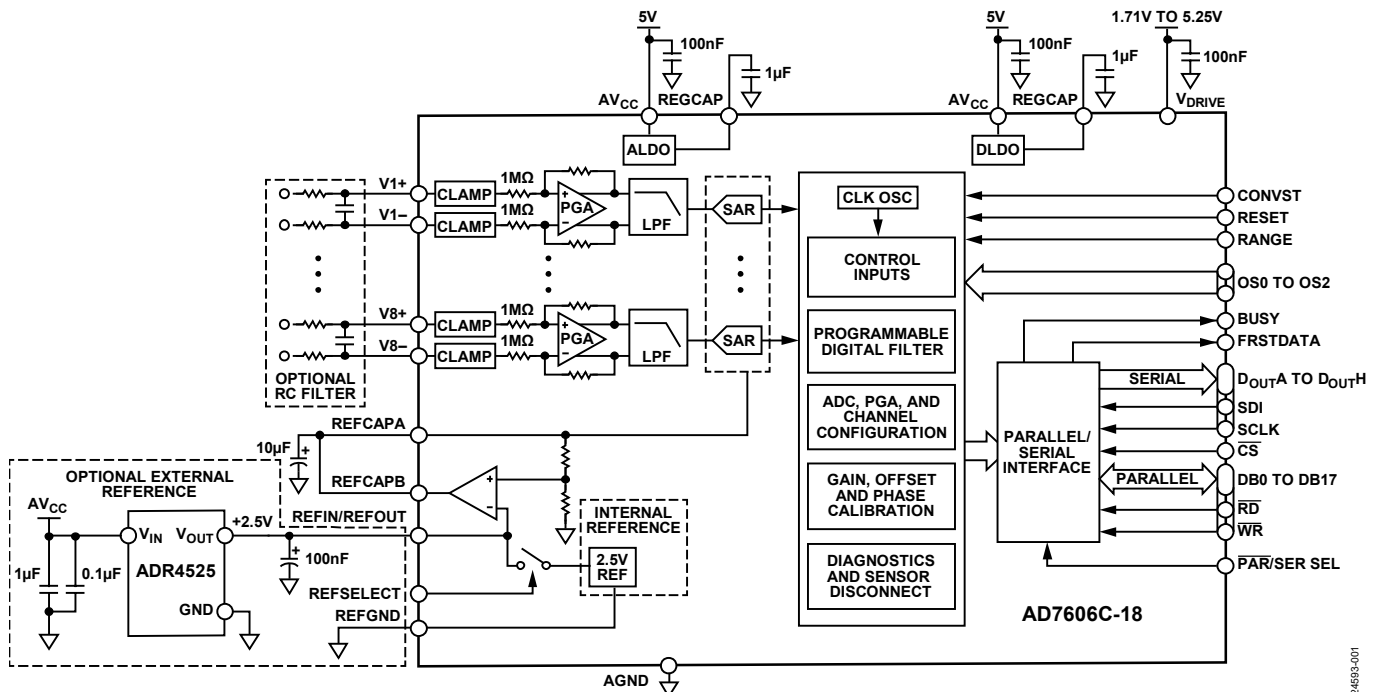 5V
100nF
1µF
5V
100nF
1µF
1.71V TO 5.25V
100nF
AVCC
REGCAP
AVCC
REGCAP
VDRIVE
ALDO
DLDO
V1+
CLAMP
1MΩ
+
PGA
−
LPF
SAR
V1−
CLAMP
1MΩ
V8+
CLAMP
1MΩ
+
PGA
−
LPF
SAR
V8−
CLAMP
1MΩ
OPTIONAL
RC FILTER
CLK OSC
CONTROL
INPUTS
PROGRAMMABLE
DIGITAL FILTER
ADC, PGA, AND
CHANNEL
CONFIGURATION
GAIN, OFFSET
AND PHASE
CALIBRATION
DIAGNOSTICS
AND SENSOR
DISCONNECT
CONVST
RESET
RANGE
OS0 TO OS2
BUSY
FRSTDATA
SERIAL
DOUTA TO DOUTH
SDI
SCLK
CS
PARALLEL/
SERIAL
INTERFACE
PARALLEL
DB0 TO DB17
RD
WR
PAR/SER SEL
REFCAPA
10µF
+
REFCAPB
+
−
OPTIONAL EXTERNAL
REFERENCE
REFIN/REFOUT
INTERNAL
REFERENCE
2.5V
REF
AVCC
VIN
VOUT
+2.5V
ADR4525
GND
1µF
0.1µF
+
100nF
REFSELECT
REFGND
AD7606C-18
AGND
24593-001